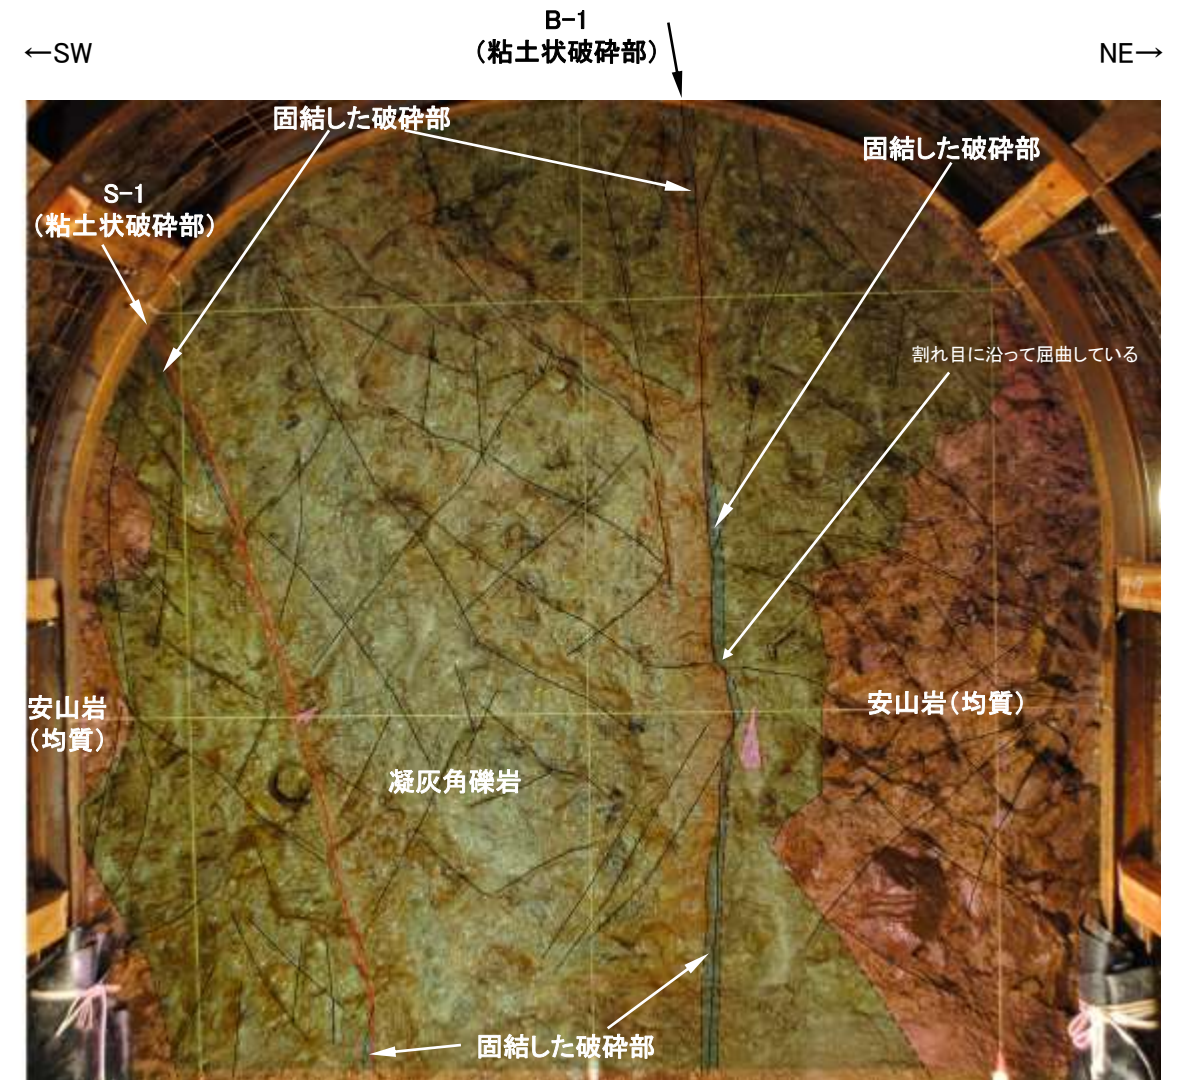 B-1
(粘土状破砕部)
←SW
NE→
固結した破砕部
固結した破砕部
S-1
(粘土状破砕部)
割れ目に沿って屈曲している
安山岩
(均質)
安山岩(均質)
凝灰角礫岩
固結した破砕部